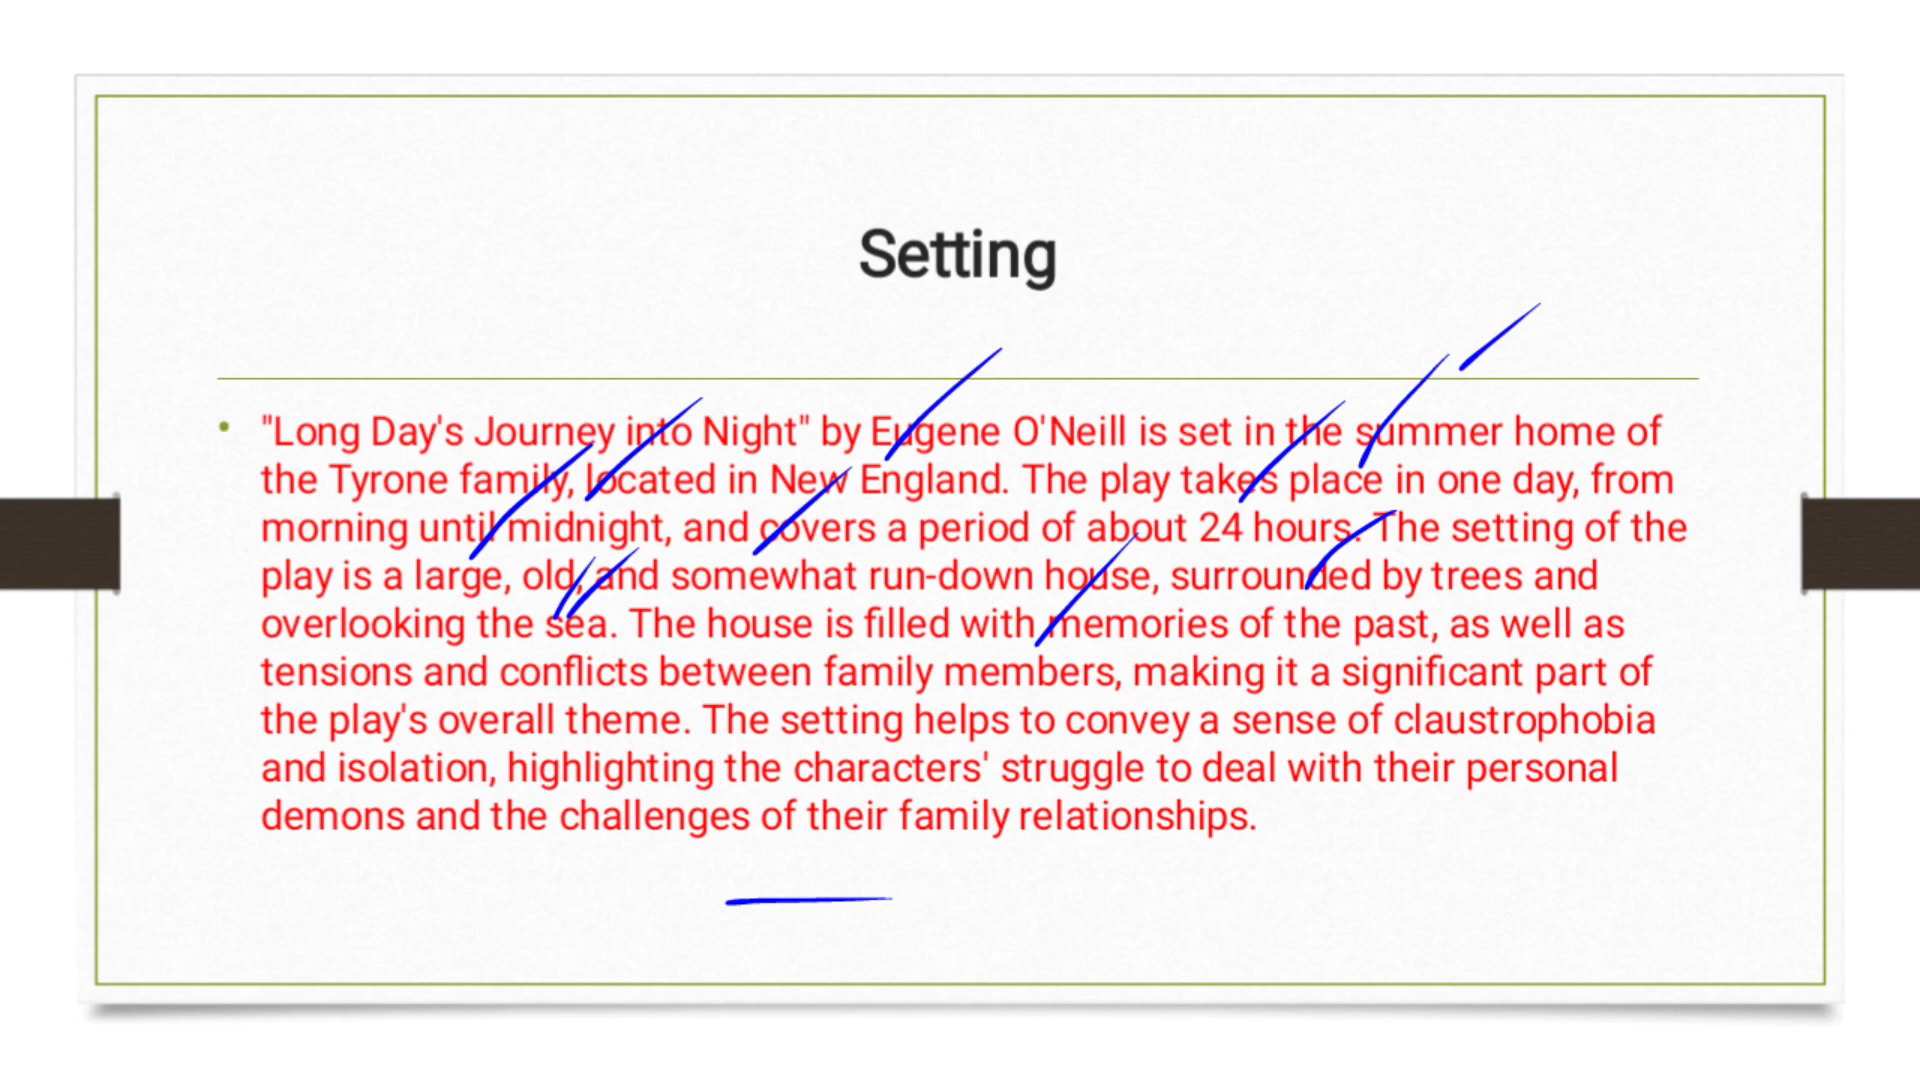 Setting
• "Long Day's Journey into Night" by Eugene O'Neill is set in the summer home of
the Tyrone family, located in New England. The play takes place in one day, from
morning until midnight, and covers a period of about 24 hours. The setting of the
play is a large, old, and somewhat run-down house, surrounded by trees and
overlooking the sea. The house is filled with memories of the past, as well as
tensions and conflicts between family members, making it a significant part of
the play's overall theme. The setting helps to convey a sense of claustrophobia
and isolation, highlighting the characters' struggle to deal with their personal
demons and the challenges of their family relationships.